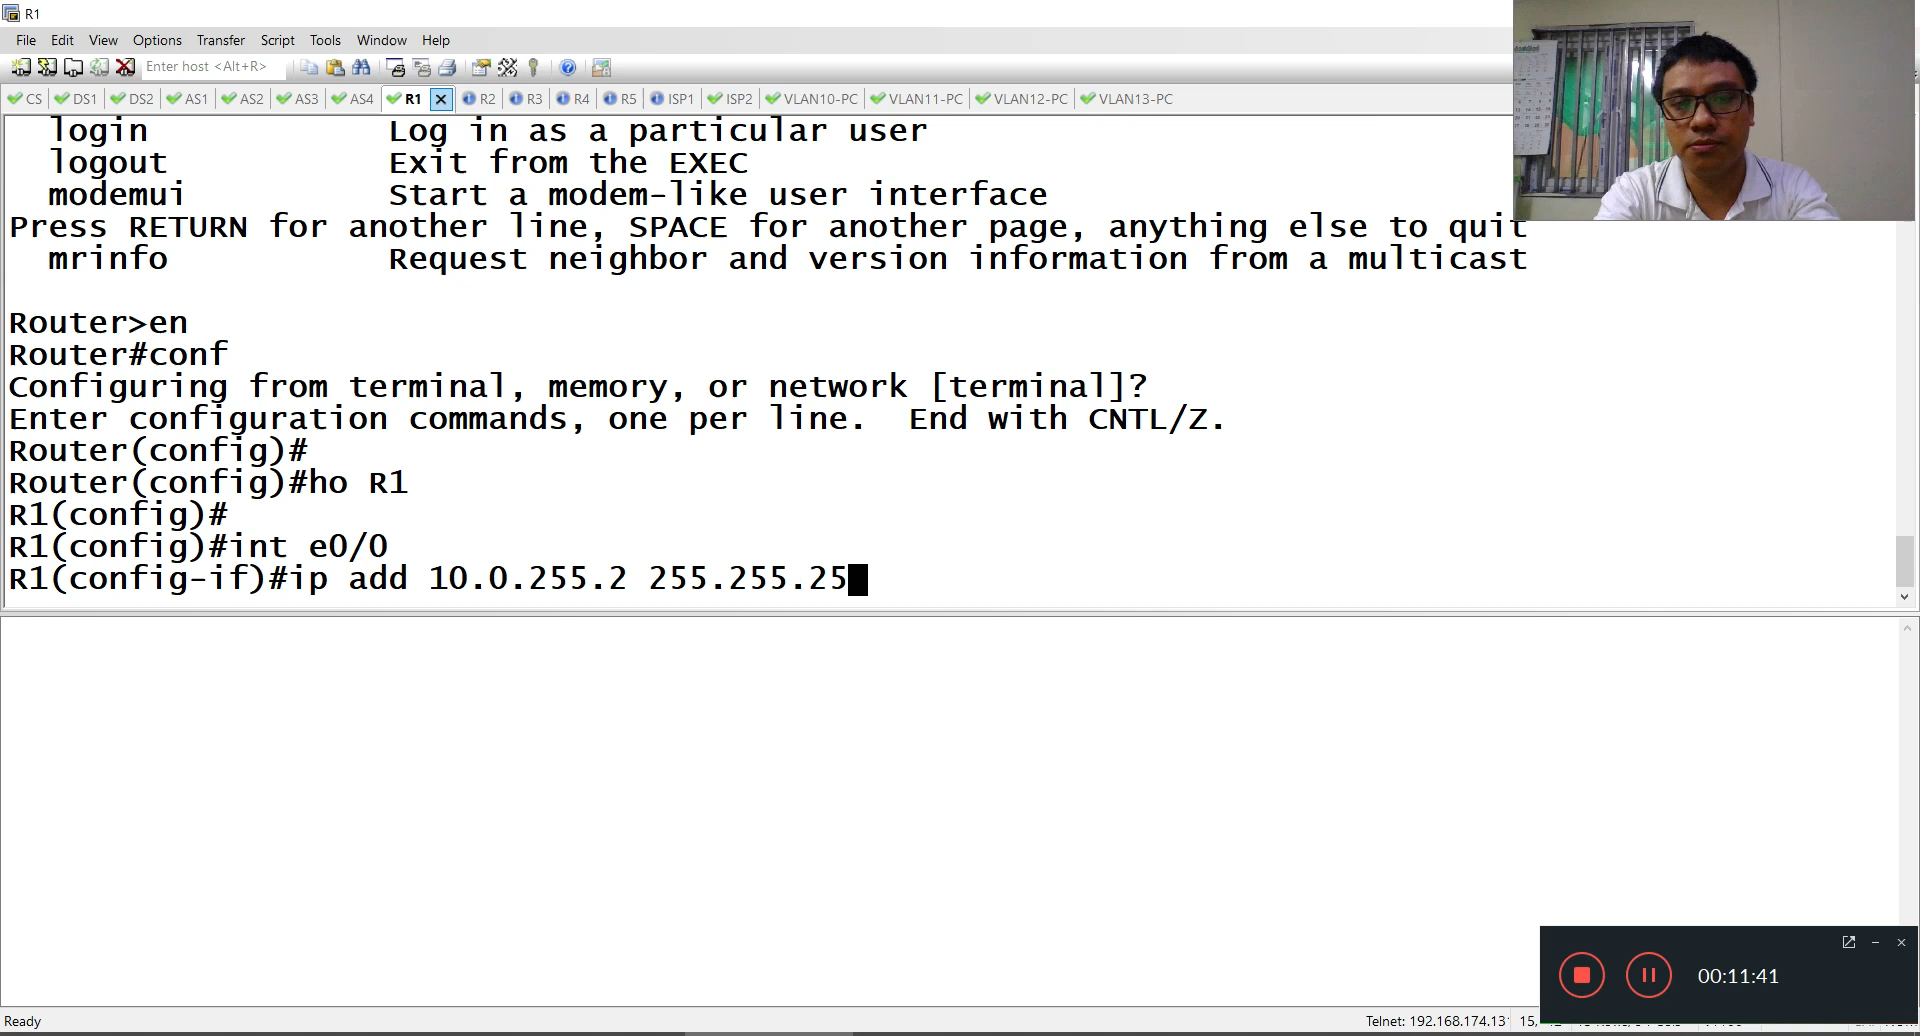 R1
File Edit View Options Transfer Script Tools Window Help
Enter host <Alt+R>
CS DS1 DS2 AS1 AS2 AS3 AS4 R1 R2 R3 R4 R5 ISP1 ISP2 VLAN10-PC VLAN11-PC VLAN12-PC VLAN13-PC
login Log in as a particular user
logout Exit from the EXEC
modemui Start a modem-like user interface
Press RETURN for another line, SPACE for another page, anything else to quit
mrinfo Request neighbor and version information from a multicast
Router>en
Router#conf
Configuring from terminal, memory, or network [terminal]?
Enter configuration commands, one per line. End with CNTL/Z.
Router(config)#
Router(config)#ho R1
R1(config)#
R1(config)#int e0/0
R1(config-if)#ip add 10.0.255.2 255.255.25
00:11:41
Ready Telnet: 192.168.174.13 15,